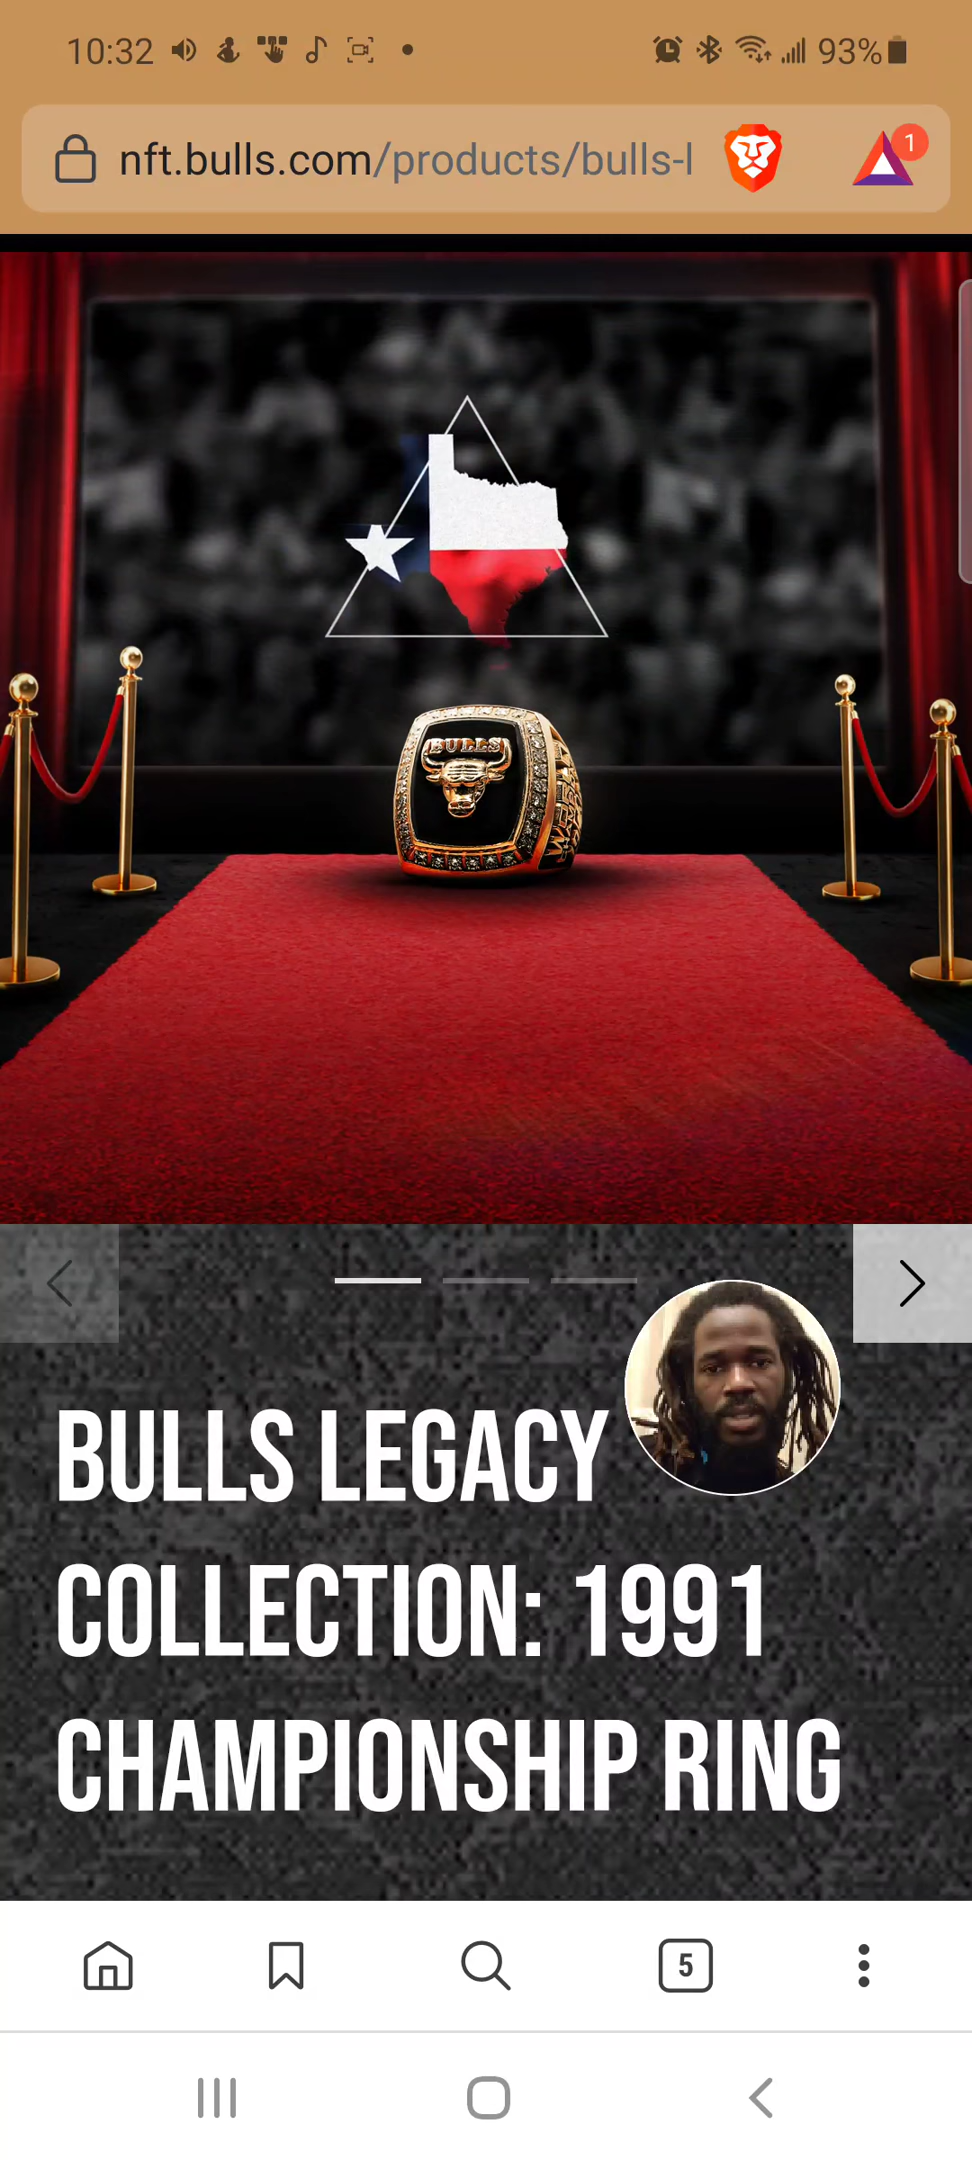 10:32
93%
nft.bulls.com/products/bulls-l
1
BULLS
BULLS LEGACY
COLLECTION: 1991
CHAMPIONSHIP RING
5